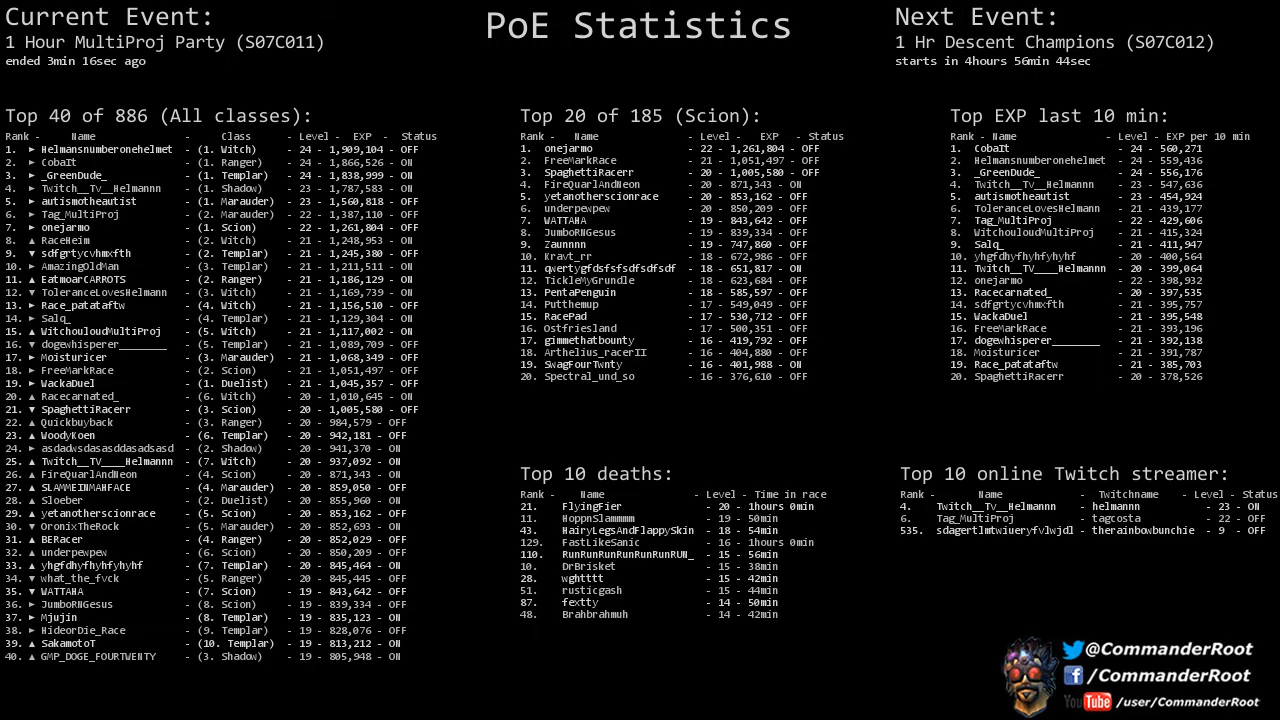 Current Event:
1 Hour MultiProj Party (S07C011)
ended 3min 16sec ago
PoE Statistics
Next Event:
1 Hr Descent Champions (S07C012)
starts in 4hours 56min 44sec
Top 40 of 886 (All classes):
Rank - Name - Class - Level - EXP - Status
1. ► Helmansnumberonehelmet - (1. Witch) - 24 - 1,909,104 - OFF
2. ► CobaIt - (1. Ranger) - 24 - 1,866,526 - ON
3. ► _GreenDude_ - (1. Templar) - 24 - 1,838,999 - ON
4. ► Twitch__Tv__Helmannn - (1. Shadow) - 23 - 1,787,583 - ON
5. ► autismotheautist - (1. Marauder) - 23 - 1,560,818 - OFF
6. ► Tag_MultiProj - (2. Marauder) - 22 - 1,387,110 - OFF
7. ► onejarmo - (1. Scion) - 22 - 1,261,804 - OFF
8. ▲ RaceHeim - (2. Witch) - 21 - 1,248,953 - ON
9. ▼ sdfgrtycvhmxfth - (2. Templar) - 21 - 1,245,380 - OFF
10. ► AmazingOldMan - (3. Templar) - 21 - 1,211,511 - ON
11. ▲ EatmoarCARROTS - (2. Ranger) - 21 - 1,186,129 - ON
12. ▼ ToleranceLovesHelmann - (3. Witch) - 21 - 1,169,739 - ON
13. ► Race_patataftw - (4. Witch) - 21 - 1,156,510 - OFF
14. ► Salq_ - (4. Templar) - 21 - 1,129,304 - ON
15. ▲ WitchouloudMultiProj - (5. Witch) - 21 - 1,117,002 - ON
16. ▼ dogewhisper________ - (5. Templar) - 21 - 1,089,709 - OFF
17. ► Moisturicer - (3. Marauder) - 21 - 1,068,349 - OFF
18. ► FreeMarkRace - (2. Scion) - 21 - 1,051,497 - OFF
19. ► WackaDuel - (1. Duelist) - 21 - 1,045,357 - OFF
20. ▲ Racecarnated_ - (6. Witch) - 20 - 1,010,645 - ON
21. ▼ SpaghettiRacerr - (3. Scion) - 20 - 1,005,580 - OFF
22. ▲ Quickbuyback - (3. Ranger) - 20 - 984,579 - OFF
23. ▲ WoodyKoen - (6. Templar) - 20 - 942,181 - OFF
24. ► asdadwsdasasddasadsasd - (2. Shadow) - 20 - 941,370 - ON
25. ▲ Twitch__TV____Helmannn - (7. Witch) - 20 - 937,092 - ON
26. ▲ FireQuarlAndNeon - (4. Scion) - 20 - 871,343 - ON
27. ▲ SLAMMEINMAHFACE - (4. Marauder) - 20 - 859,050 - OFF
28. ▲ Sloeber - (2. Duelist) - 20 - 855,960 - ON
29. ▲ yetanotherscionrace - (5. Scion) - 20 - 853,162 - OFF
30. ▼ OronixTheRock - (5. Marauder) - 20 - 852,693 - ON
31. ▲ BERacer - (4. Ranger) - 20 - 852,029 - OFF
32. ▲ underpewpew - (6. Scion) - 20 - 850,209 - OFF
33. ▲ yhgfdhyfhyhfyhyhf - (7. Templar) - 20 - 845,464 - ON
34. ▼ what_the_fvck - (5. Ranger) - 20 - 845,445 - OFF
35. ▼ WATTAHA - (7. Scion) - 19 - 843,642 - OFF
36. ► JumboRNGesus - (8. Scion) - 19 - 839,334 - OFF
37. ► Mjujin - (8. Templar) - 19 - 835,123 - ON
38. ► HideorDie_Race - (9. Templar) - 19 - 828,076 - OFF
39. ▲ SakamotoT - (10. Templar) - 19 - 813,212 - ON
40. ▲ GMP_DOGE_FOURTWENTY - (3. Shadow) - 19 - 805,948 - ON
Top 20 of 185 (Scion):
Rank - Name - Level - EXP - Status
1. onejarmo - 22 - 1,261,804 - OFF
2. FreeMarkRace - 21 - 1,051,497 - OFF
3. SpaghettiRacerr - 20 - 1,005,580 - OFF
4. FireQuarlAndNeon - 20 - 871,343 - ON
5. yetanotherscionrace - 20 - 853,162 - OFF
6. underpewpew - 20 - 850,209 - OFF
7. WATTAHA - 19 - 843,642 - OFF
8. JumboRNGesus - 19 - 839,334 - OFF
9. Zaunnnn - 19 - 747,860 - OFF
10. Kravt_rr - 18 - 672,986 - OFF
11. qwertygfdsfsfsdfsdfsdf - 18 - 651,817 - ON
12. TickleMyGrundle - 18 - 623,684 - OFF
13. PentaPenguin - 18 - 585,597 - OFF
14. Putthemup - 17 - 549,049 - OFF
15. RacePad - 17 - 530,712 - OFF
16. Ostfriesland - 17 - 500,351 - OFF
17. gimmethatbounty - 16 - 419,792 - OFF
18. Arthelius_racerII - 16 - 404,880 - OFF
19. SwagFourTwnty - 16 - 401,988 - ON
20. Spectral_und_so - 16 - 376,610 - OFF
Top EXP last 10 min:
Rank - Name - Level - EXP per 10 min
1. CobaIt - 24 - 560,271
2. Helmansnumberonehelmet - 24 - 559,436
3. _GreenDude_ - 24 - 556,176
4. Twitch__Tv__Helmannn - 23 - 547,636
5. autismotheautist - 23 - 454,924
6. ToleranceLovesHelmann - 21 - 439,177
7. Tag_MultiProj - 22 - 429,606
8. WitchouloudMultiProj - 21 - 415,324
9. Salq_ - 21 - 411,947
10. yhgfdhyfhyhfyhyhf - 20 - 400,564
11. Twitch__TV____Helmannn - 20 - 399,064
12. onejarmo - 22 - 398,932
13. Racecarnated_ - 20 - 397,535
14. sdfgrtycvhmxfth - 21 - 395,757
15. WackaDuel - 21 - 395,548
16. FreeMarkRace - 21 - 393,196
17. dogewhisper________ - 21 - 392,138
18. Moisturicer - 21 - 391,787
19. Race_patataftw - 21 - 385,703
20. SpaghettiRacerr - 20 - 378,526
Top 10 deaths:
Rank - Name - Level - Time in race
21. FlyingFier - 20 - 1hours 0min
11. HoppnSlammmm - 19 - 50min
43. HairyLegsAndFlappySkin - 18 - 54min
129. FastLikeSanic - 16 - 1hours 0min
110. RunRunRunRunRunRunRUN_ - 15 - 56min
10. DrBrisket - 15 - 38min
28. wghtttt - 15 - 42min
51. rusticgash - 15 - 44min
87. fextty - 14 - 50min
48. Brahbrahmuh - 14 - 42min
Top 10 online Twitch streamer:
Rank - Name - Twitchname - Level - Status
4. Twitch__Tv__Helmannn - helmannn - 23 - ON
6. Tag_MultiProj - tagcosta - 22 - OFF
535. sdagertlmtwiueryfvlwjdl - therainbowbunchie - 9 - OFF
@CommanderRoot
f /CommanderRoot
YouTube /user/CommanderRoot